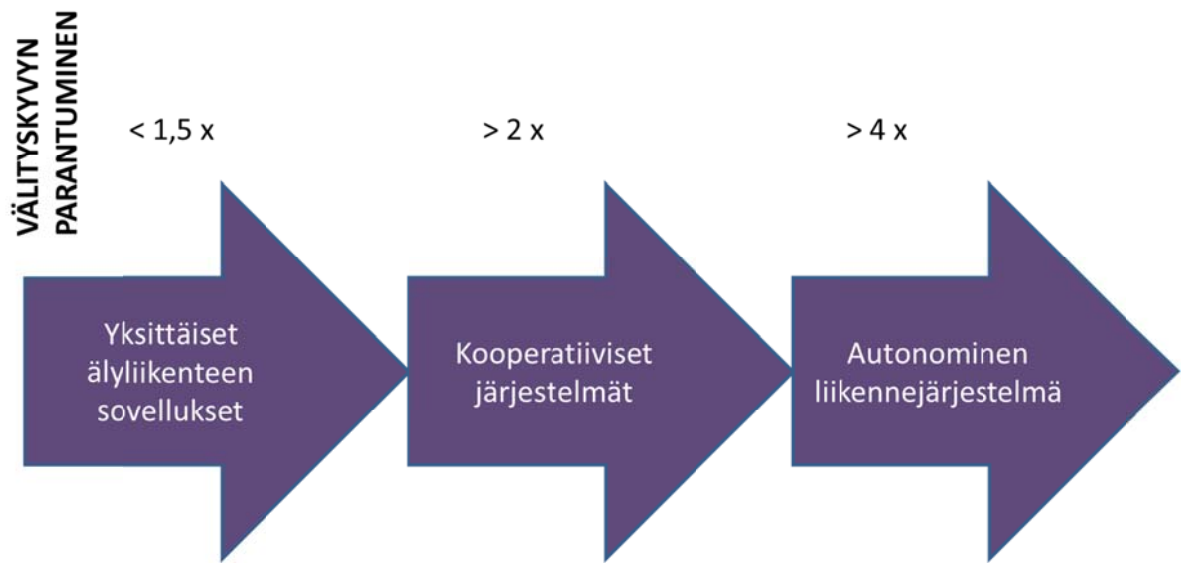 VÄLITYSKYVYN
PARANTUMINEN
< 1,5 x
> 2 x
> 4 x
Yksittäiset
älyliikenteen
sovellukset
Kooperatiiviset
järjestelmät
Autonominen
liikennejärjestelmä